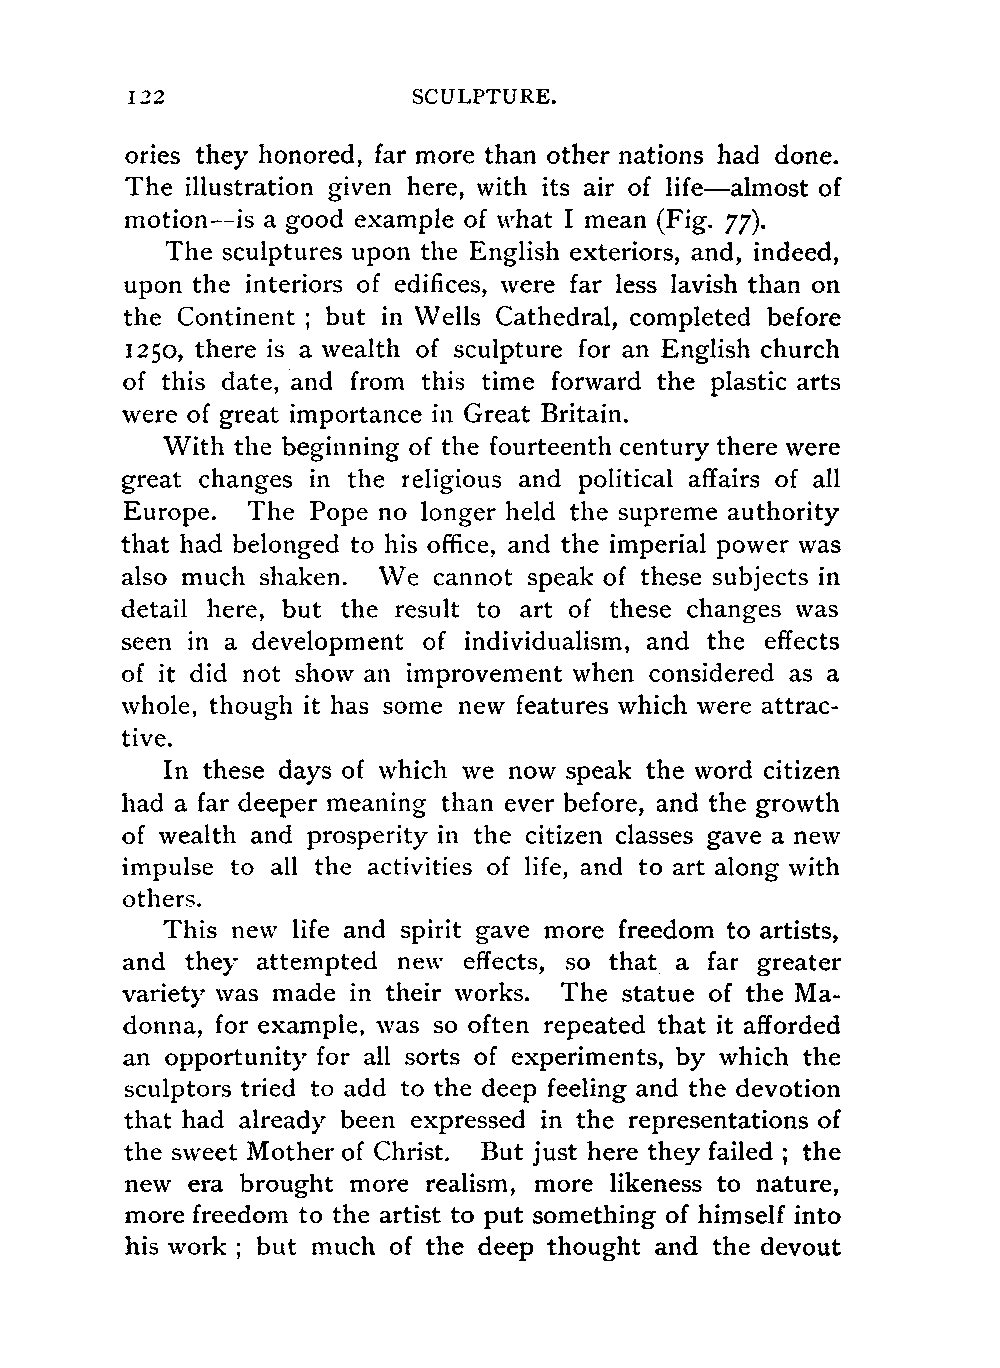 122 SCULPTURE.
ories they honored, far more than other nations had done.
The illustration given here, with its air of life—almost of
motion—is a good example of what I mean (Fig. 77).
The sculptures upon the English exteriors, and, indeed,
upon the interiors of edifices, were far less lavish than on
the Continent ; but in Wells Cathedral, completed before
1250, there is a wealth of sculpture for an English church
of this date, and from this time forward the plastic arts
were of great importance in Great Britain.
With the beginning of the fourteenth century there were
great changes in the religious and political affairs of all
Europe. The Pope no longer held the supreme authority
that had belonged to his office, and the imperial power was
also much shaken. We cannot speak of these subjects in
detail here, but the result to art of these changes was
seen in a development of individualism, and the effects
of it did not show an improvement when considered as a
whole, though it has some new features which were attrac-
tive.
In these days of which we now speak the word citizen
had a far deeper meaning than ever before, and the growth
of wealth and prosperity in the citizen classes gave a new
impulse to all the activities of life, and to art along with
others.
This new life and spirit gave more freedom to artists,
and they attempted new effects, so that a far greater
variety was made in their works. The statue of the Ma-
donna, for example, was so often repeated that it afforded
an opportunity for all sorts of experiments, by which the
sculptors tried to add to the deep feeling and the devotion
that had already been expressed in the representations of
the sweet Mother of Christ. But just here they failed ; the
new era brought more realism, more likeness to nature,
more freedom to the artist to put something of himself into
his work ; but much of the deep thought and the devout